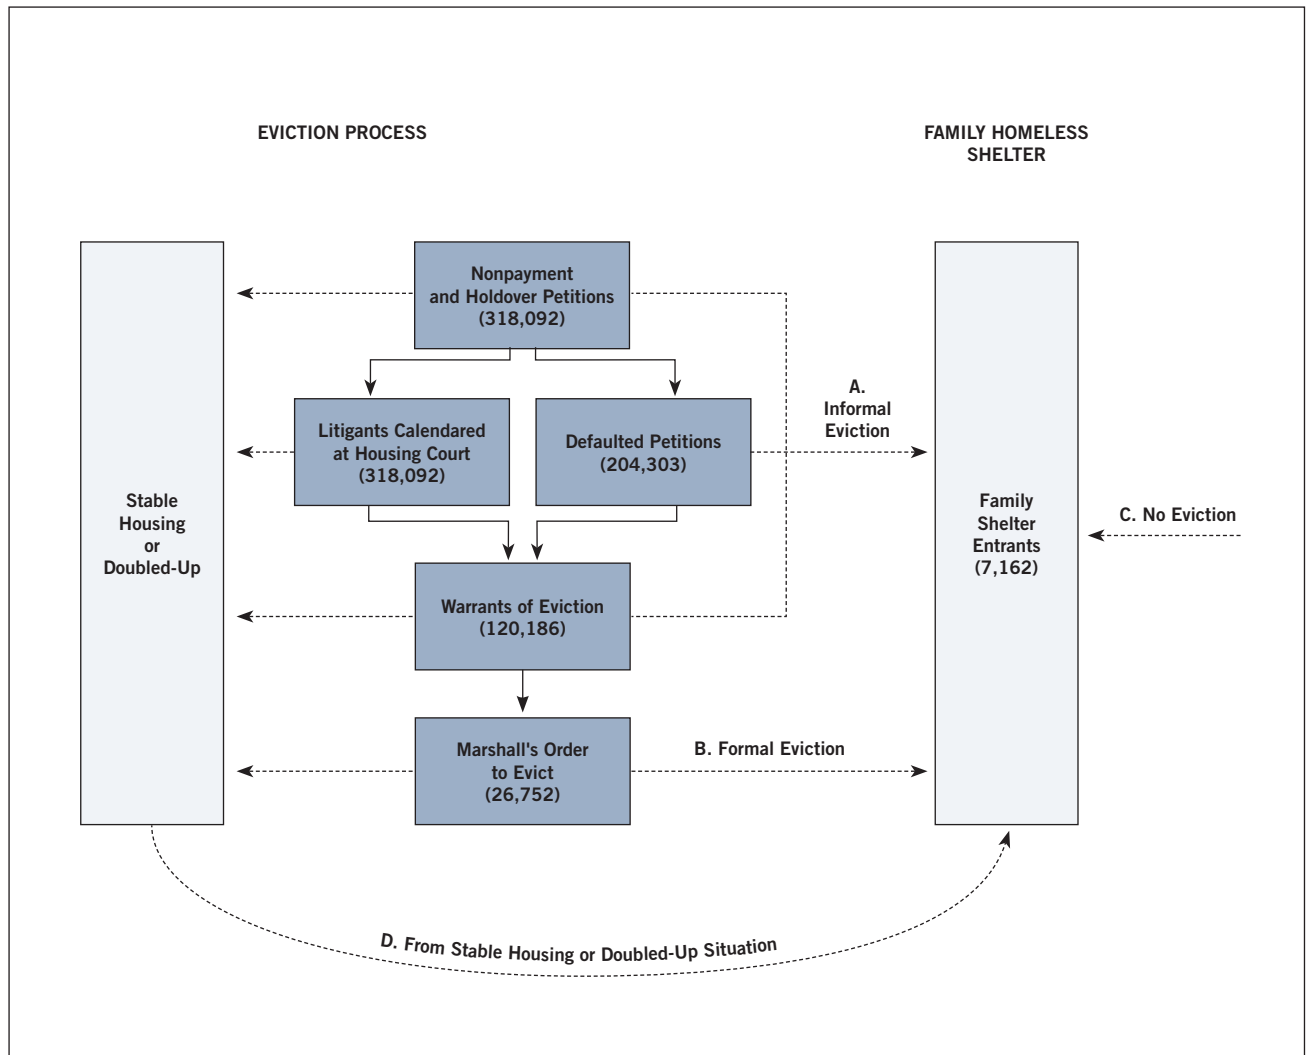 EVICTION PROCESS
FAMILY HOMELESS
SHELTER
Nonpayment
and Holdover Petitions
(318,092)
A.
Informal
Eviction
Litigants Calendared
at Housing Court
(318,092)
Defaulted Petitions
(204,303)
Stable
Housing
or
Doubled-Up
Family
Shelter
Entrants
(7,162)
C. No Eviction
Warrants of Eviction
(120,186)
Marshall's Order
to Evict
(26,752)
B. Formal Eviction
D. From Stable Housing or Doubled-Up Situation